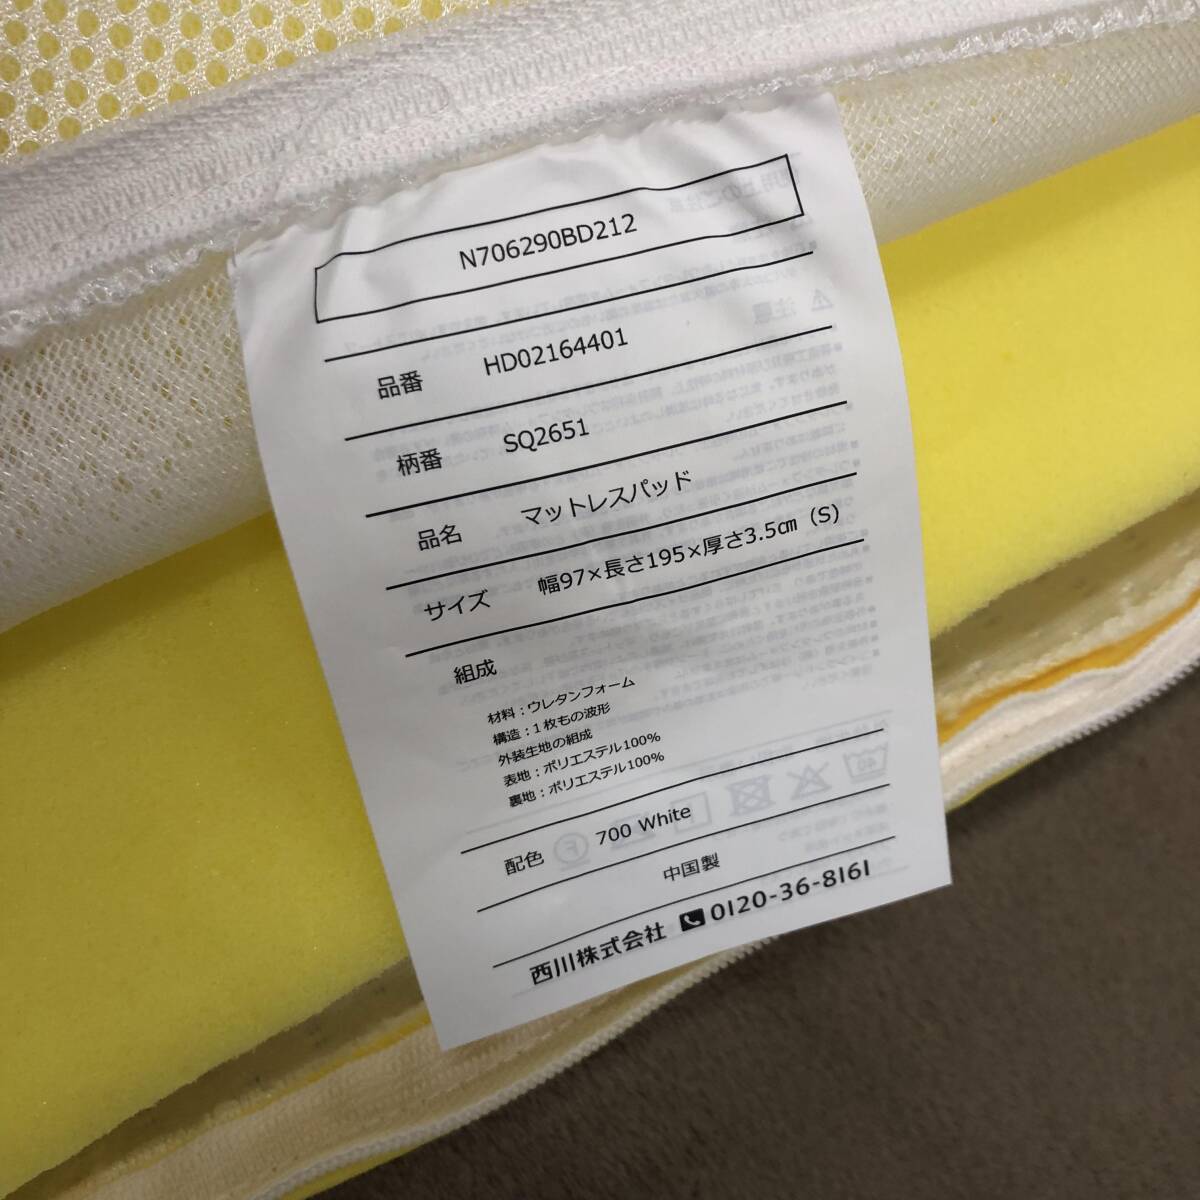 N706290BD212
品番 HD02164401
柄番 SQ2651
品名 マットレスパッド
サイズ 幅97×長さ195×厚さ3.5㎝（S）
組成
材料：ウレタンフォーム
構造：1枚もの波形
外装生地の組成
表地：ポリエステル100%
裏地：ポリエステル100%
配色 700 White
中国製
西川株式会社 0120-36-8161